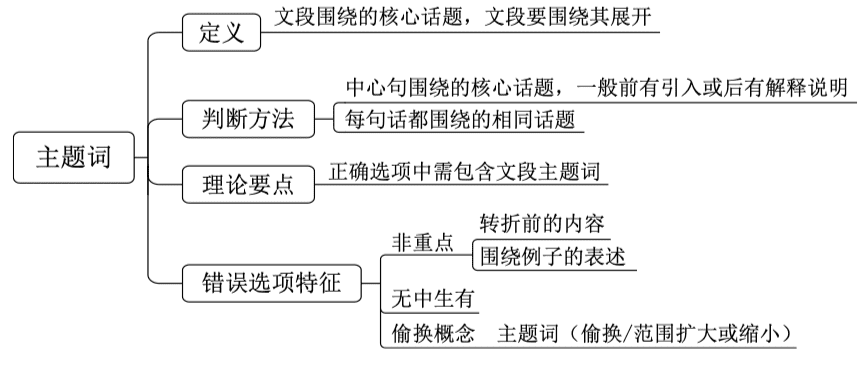 主题词
定义
文段围绕的核心话题，文段要围绕其展开
判断方法
中心句围绕的核心话题，一般前有引入或后有解释说明
每句话都围绕的相同话题
理论要点
正确选项中需包含文段主题词
错误选项特征
非重点
转折前的内容
围绕例子的表述
无中生有
偷换概念 主题词（偷换/范围扩大或缩小）